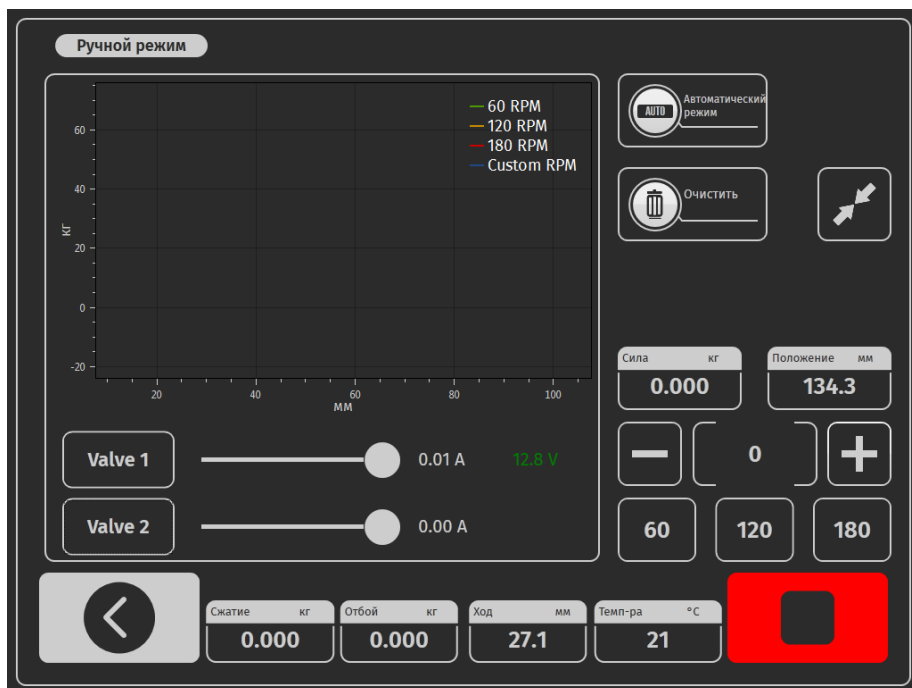 Ручной режим
60 RPM
120 RPM
180 RPM
Custom RPM
60
40
20
0
-20
кг
20 40 60 80 100
мм
Автоматический
режим
AUTO
Очистить
Сила кг
0.000
Положение мм
134.3
0
60 120 180
Valve 1 0.01 A 12.8 V
Valve 2 0.00 A
Сжатие кг
0.000
Отбой кг
0.000
Ход мм
27.1
Темп-ра °C
21